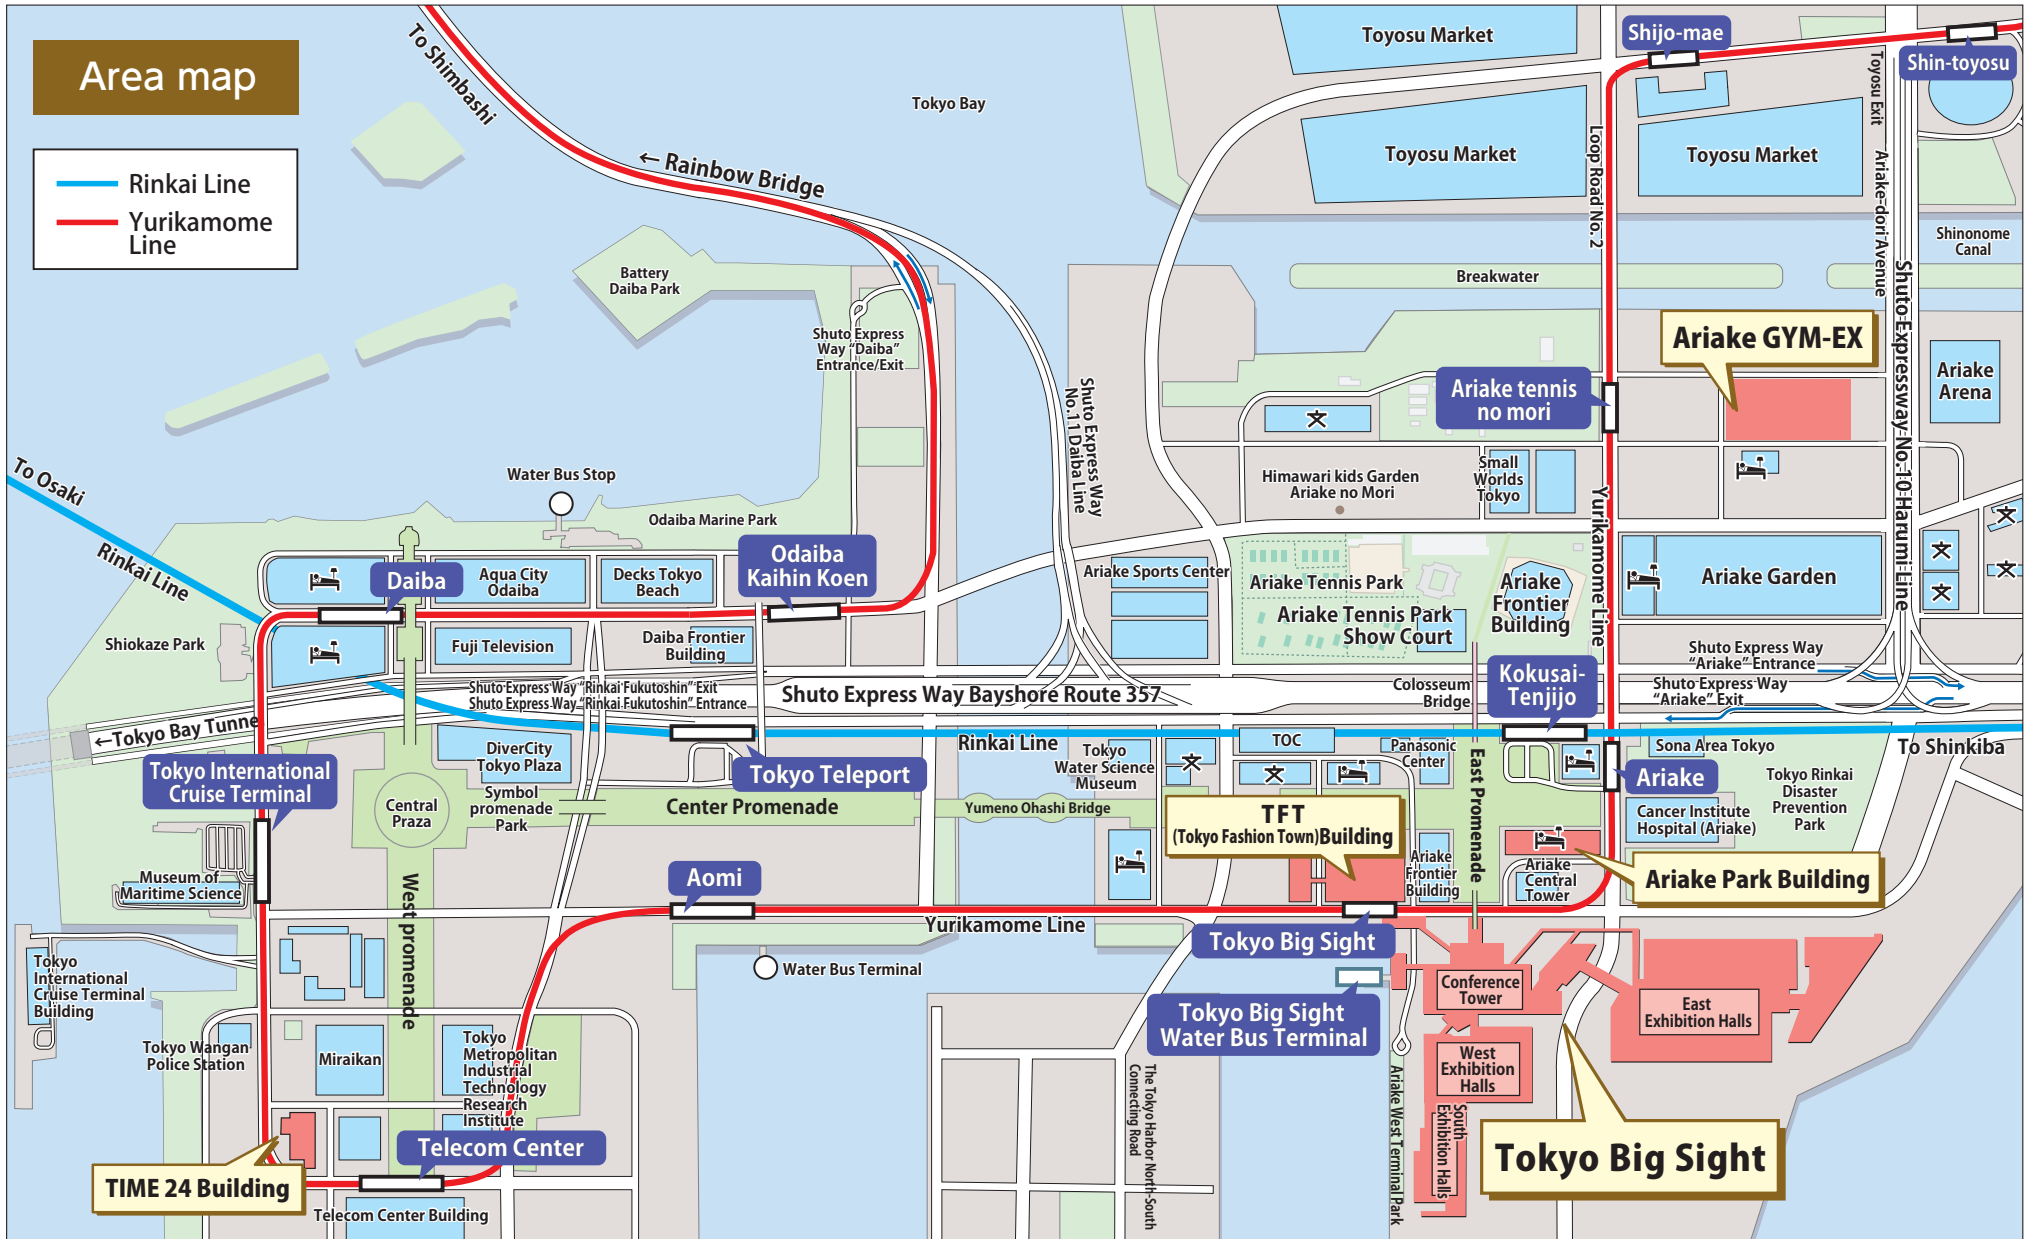 Area map
Rinkai Line
Yurikamome
Line
To Shimbashi
← Rainbow Bridge
Tokyo Bay
Toyosu Market
Shijo-mae
Shin-toyosu
Toyosu Exit
Toyosu Market
Loop Road No. 2
Toyosu Market
Ariake-dori Avenue
Shinonome
Canal
Battery
Daiba Park
Breakwater
Shuto Express
Way “Daiba”
Entrance/Exit
Shuto Express Way
No.11 Daiba Line
Ariake GYM-EX
Shuto Expressway No.10 Harumi Line
Ariake
Arena
Ariake tennis
no mori
To Osaki
Rinkai Line
Water Bus Stop
Odaiba Marine Park
Himawari kids Garden
Ariake no Mori
Small
Worlds
Tokyo
Yurikamome Line
Daiba
Aqua City
Odaiba
Decks Tokyo
Beach
Odaiba
Kaihin Koen
Ariake Sports Center
Ariake Tennis Park
Ariake Tennis Park
Show Court
Ariake
Frontier
Building
Ariake Garden
Shiokaze Park
Fuji Television
Daiba Frontier
Building
Shuto Express Way
“Ariake” Entrance
Shuto Express Way
“Ariake” Exit
Shuto Express Way “Rinkai Fukutoshin” Exit
Shuto Express Way “Rinkai Fukutoshin” Entrance
Shuto Express Way Bayshore Route 357
Colosseum
Bridge
Kokusai-
Tenjijo
←Tokyo Bay Tunne
DiverCity
Tokyo Plaza
Rinkai Line
Tokyo
Water Science
Museum
TOC
Panasonic
Center
East Promenade
Sona Area Tokyo
To Shinkiba
Tokyo International
Cruise Terminal
Tokyo Teleport
Ariake
Tokyo Rinkai
Disaster
Prevention
Park
Central
Praza
Symbol
promenade
Park
Center Promenade
Yumeno Ohashi Bridge
TFT
(Tokyo Fashion Town)Building
Cancer Institute
Hospital (Ariake)
Museum of
Maritime Science
West promenade
Aomi
Ariake
Frontier
Building
Ariake
Central
Tower
Ariake Park Building
Yurikamome Line
Tokyo Big Sight
Tokyo
International
Cruise Terminal
Building
Water Bus Terminal
Conference
Tower
East
Exhibition Halls
Tokyo Big Sight
Water Bus Terminal
Tokyo Wangan
Police Station
Miraikan
Tokyo
Metropolitan
Industrial
Technology
Research
Institute
The Tokyo Harbor North-South
Connecting Road
Ariake West Terminal Park
West
Exhibition
Halls
South
Exhibition Halls
Telecom Center
Tokyo Big Sight
TIME 24 Building
Telecom Center Building